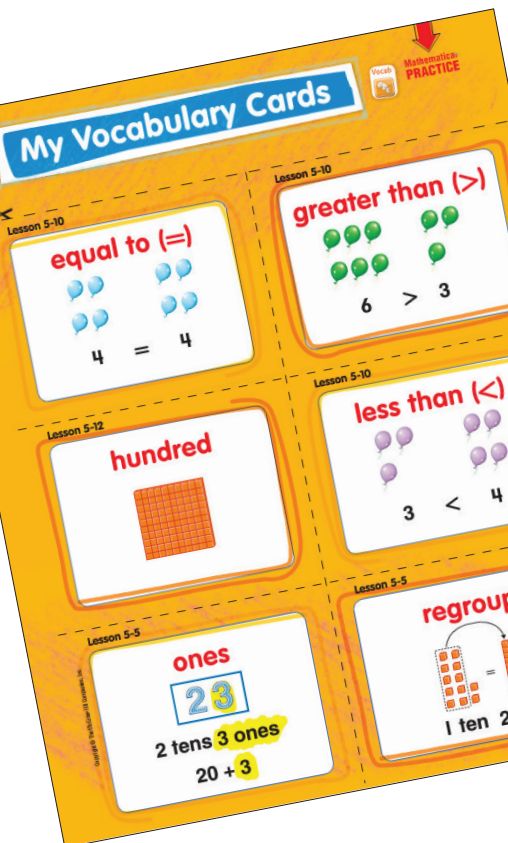 Mathematical
PRACTICE
Vocab
My Vocabulary Cards
Lesson 5-10
equal to (=)
4 = 4
Lesson 5-10
greater than (>)
6 > 3
Lesson 5-12
hundred
Lesson 5-10
less than (<)
3 < 4
Lesson 5-5
ones
23
2 tens 3 ones
20 + 3
Lesson 5-5
regroup
=
1 ten 2